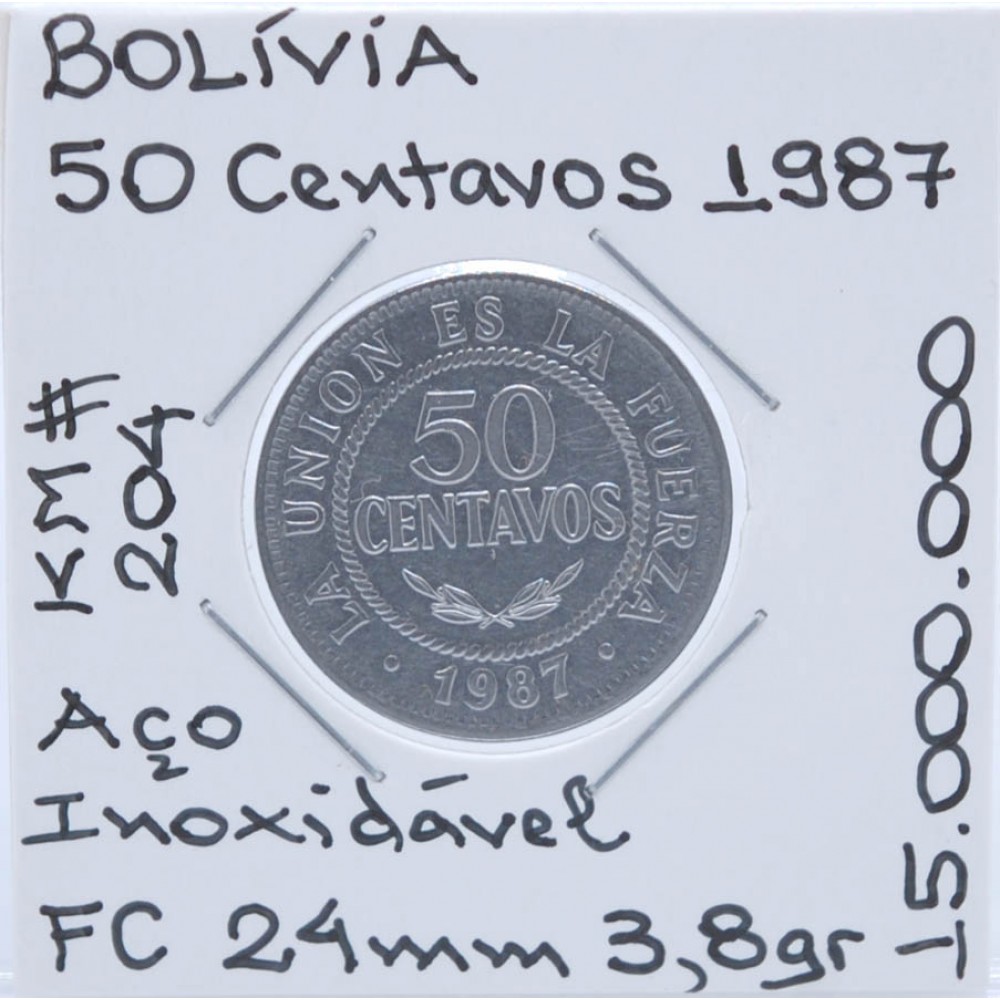 BOLÍVIA
50 Centavos 1987
KM#
204
LA UNION ES LA FUERZA
50
CENTAVOS
1987
15.000.000
Aço
Inoxidável
FC 24mm 3,8gr